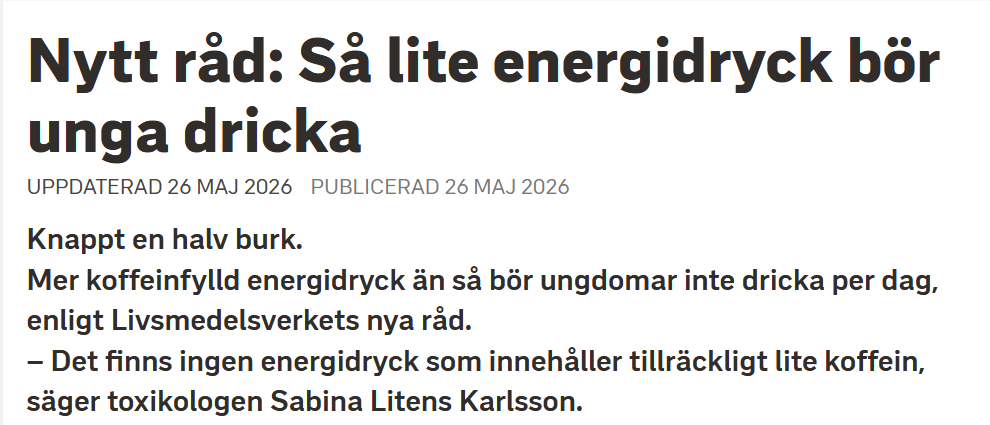 Nytt råd: Så lite energidryck bör
unga dricka
UPPDATERAD 26 MAJ 2026 PUBLICERAD 26 MAJ 2026
Knappt en halv burk.
Mer koffeinfylld energidryck än så bör ungdomar inte dricka per dag,
enligt Livsmedelsverkets nya råd.
– Det finns ingen energidryck som innehåller tillräckligt lite koffein,
säger toxikologen Sabina Litens Karlsson.